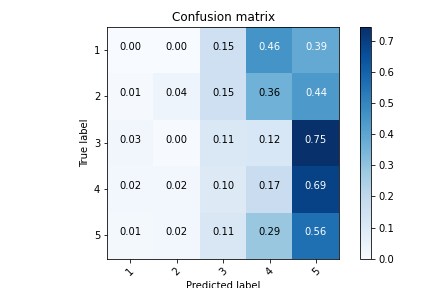 Confusion matrix
1 0.00 0.00 0.15 0.46 0.39
2 0.01 0.04 0.15 0.36 0.44
3 0.03 0.00 0.11 0.12 0.75
4 0.02 0.02 0.10 0.17 0.69
5 0.01 0.02 0.11 0.29 0.56
1 2 3 4 5
True label
Predicted label
0.7
0.6
0.5
0.4
0.3
0.2
0.1
0.0